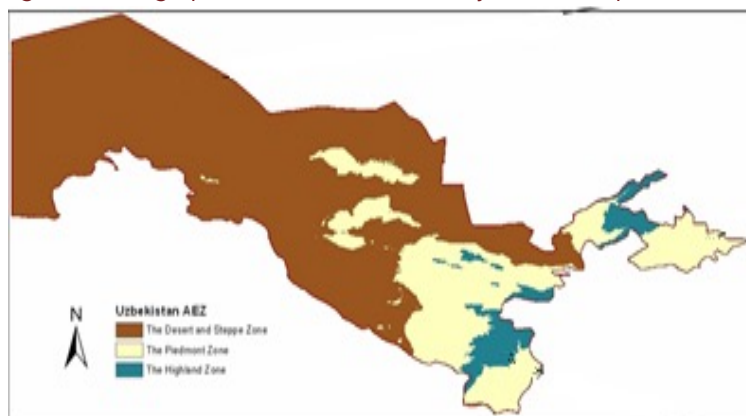 N
Uzbekistan AEZ
The Desert and Steppe Zone
The Piedmont Zone
The Highland Zone